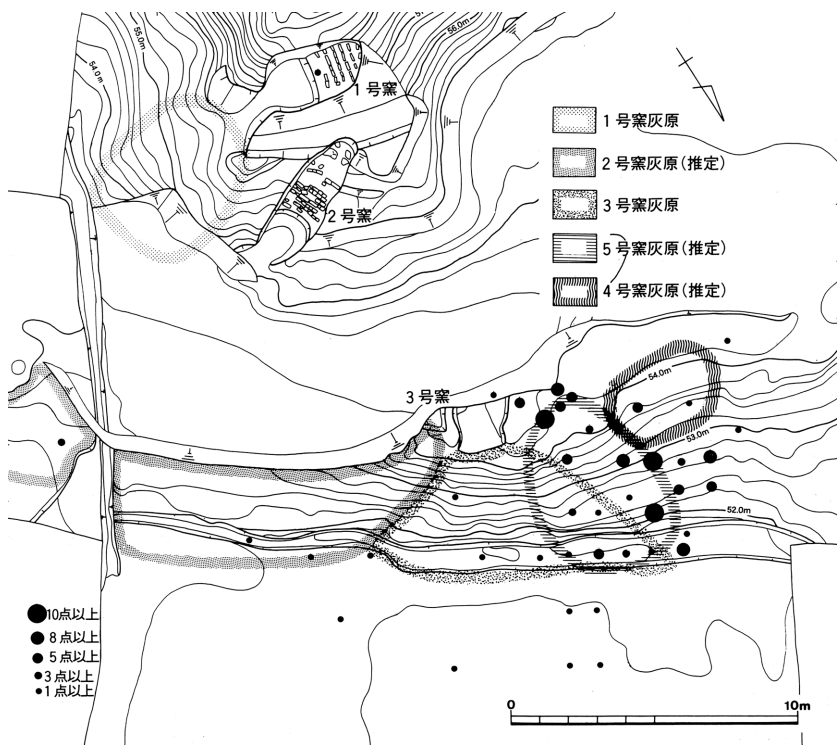 55.0m
56.0m
54.0m
1号窯
2号窯
3号窯
1号窯灰原
2号窯灰原(推定)
3号窯灰原
5号窯灰原(推定)
4号窯灰原(推定)
54.0m
53.0m
52.0m
10点以上
8点以上
5点以上
3点以上
1点以上
0
10m